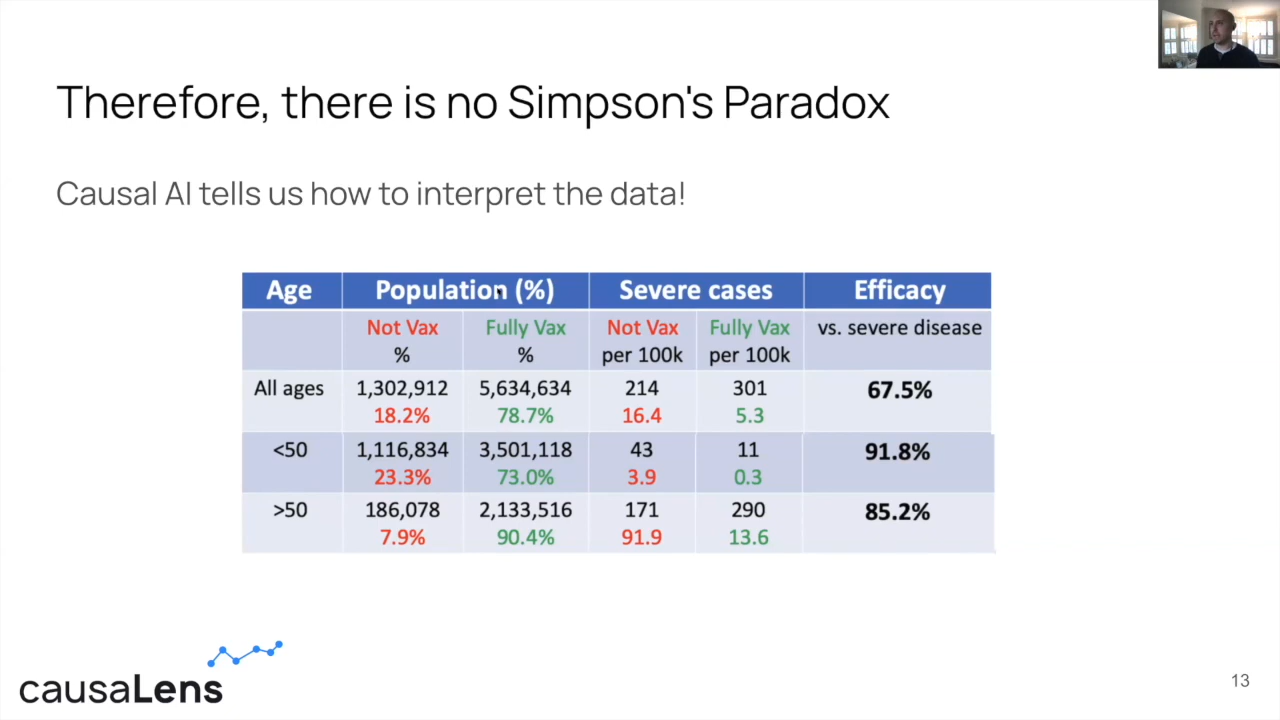 Therefore, there is no Simpson's Paradox
Causal AI tells us how to interpret the data!
Age Population (%) Severe cases Efficacy
Not Vax Fully Vax Not Vax Fully Vax vs. severe disease
% % per 100k per 100k
All ages 1,302,912 5,634,634 214 301 67.5%
18.2% 78.7% 16.4 5.3
<50 1,116,834 3,501,118 43 11 91.8%
23.3% 73.0% 3.9 0.3
>50 186,078 2,133,516 171 290 85.2%
7.9% 90.4% 91.9 13.6
causaLens
13